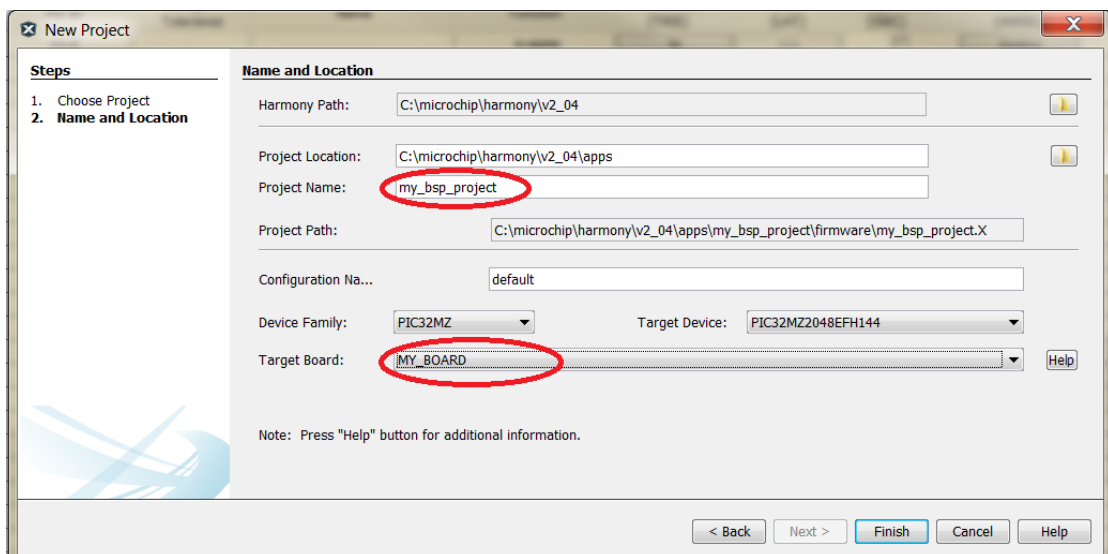 New Project
Steps
1. Choose Project
2. Name and Location
Name and Location
Harmony Path: C:\microchip\harmony\v2_04
Project Location: C:\microchip\harmony\v2_04\apps
Project Name: my_bsp_project
Project Path: C:\microchip\harmony\v2_04\apps\my_bsp_project\firmware\my_bsp_project.X
Configuration Na... default
Device Family: PIC32MZ Target Device: PIC32MZ2048EFH144
Target Board: MY_BOARD Help
Note: Press "Help" button for additional information.
< Back Next > Finish Cancel Help